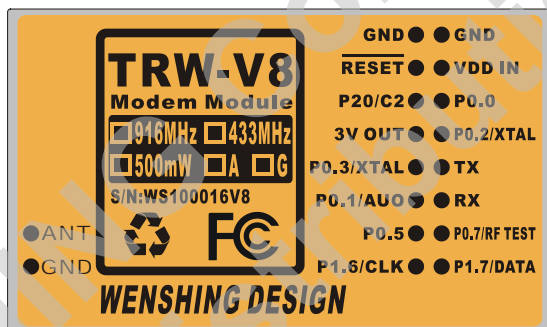 TRW-V8
Modem Module
916MHz 433MHz
500mW A G
S/N:WS100016V8
FC
ANT
GND
WENSHING DESIGN
GND GND
RESET VDD IN
P20/C2 P0.0
3V OUT P0.2/XTAL
P0.3/XTAL TX
P0.1/AUO RX
P0.5 P0.7/RF TEST
P1.6/CLK P1.7/DATA